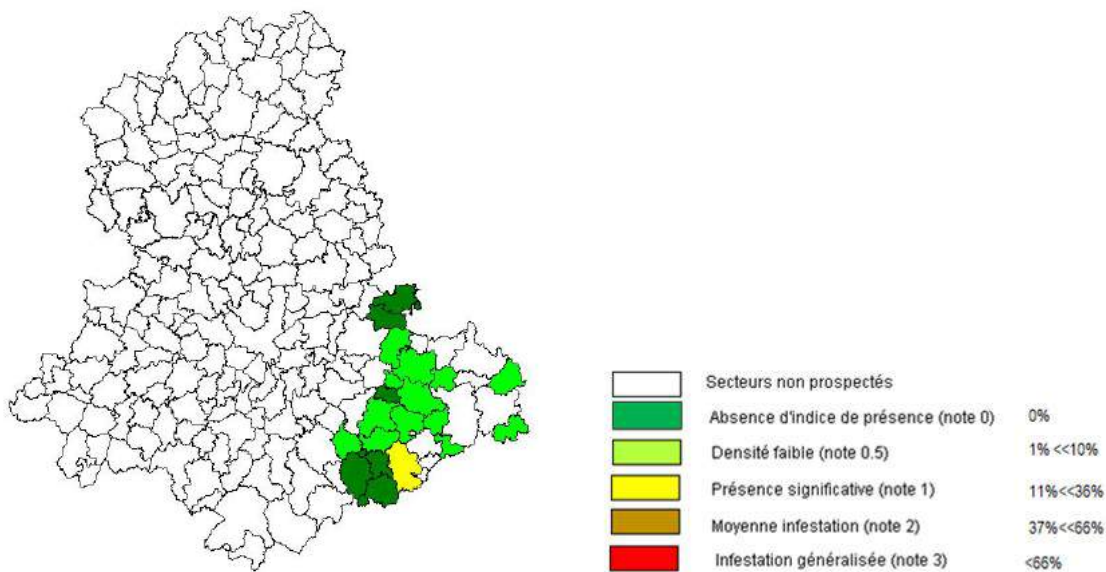 Secteurs non prospectés
Absence d'indice de présence (note 0) 0%
Densité faible (note 0.5) 1% <<10%
Présence significative (note 1) 11%<<36%
Moyenne infestation (note 2) 37%<<66%
Infestation généralisée (note 3) <66%